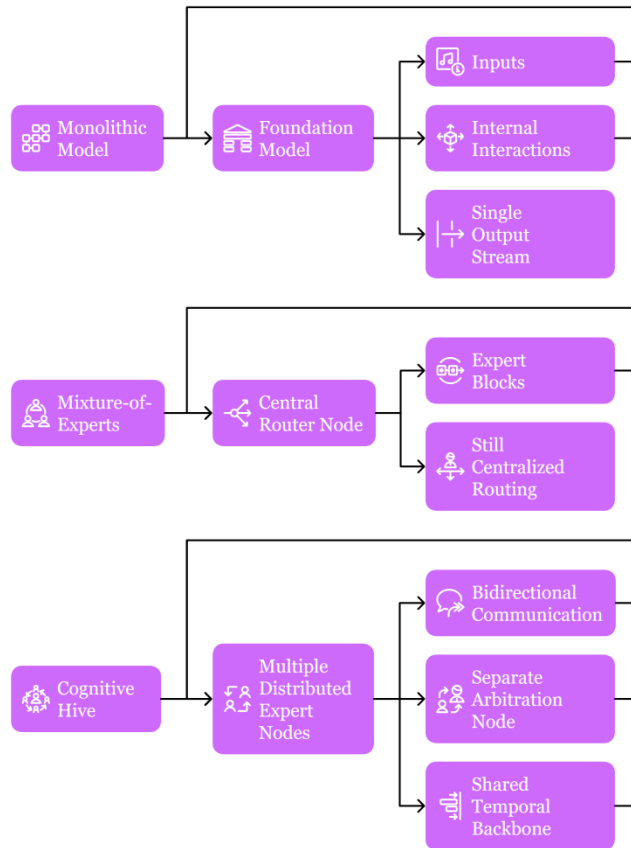 Inputs
Monolithic
Model
Foundation
Model
Internal
Interactions
Single
Output
Stream
Expert
Blocks
Mixture-of-
Experts
Central
Router Node
Still
Centralized
Routing
Bidirectional
Communication
Cognitive
Hive
Multiple
Distributed
Expert
Nodes
Separate
Arbitration
Node
Shared
Temporal
Backbone